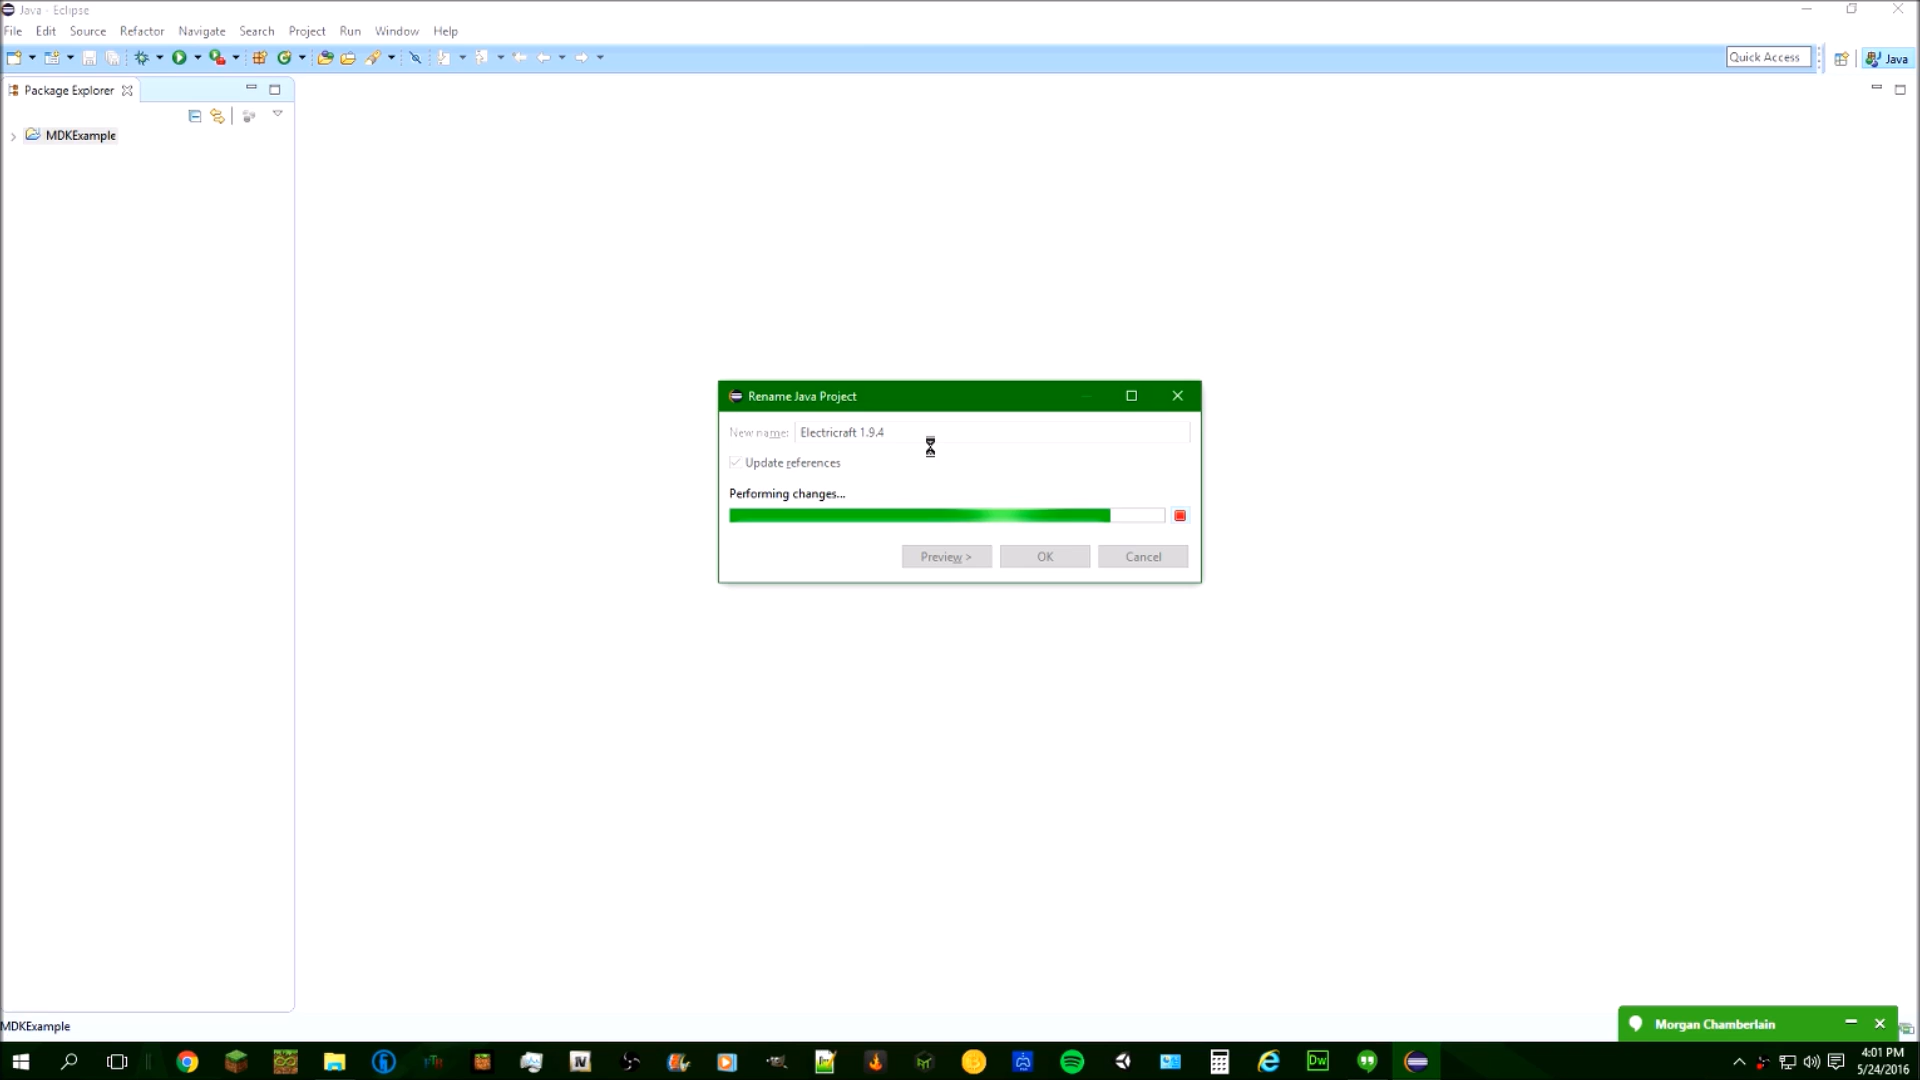 Java - Eclipse
File Edit Source Refactor Navigate Search Project Run Window Help
Quick Access
Java
Package Explorer
MDKExample
Rename Java Project
New name: Electricraft 1.9.4
Update references
Performing changes...
Preview > OK Cancel
MDKExample
Morgan Chamberlain
Dw
4:01 PM
5/24/2016